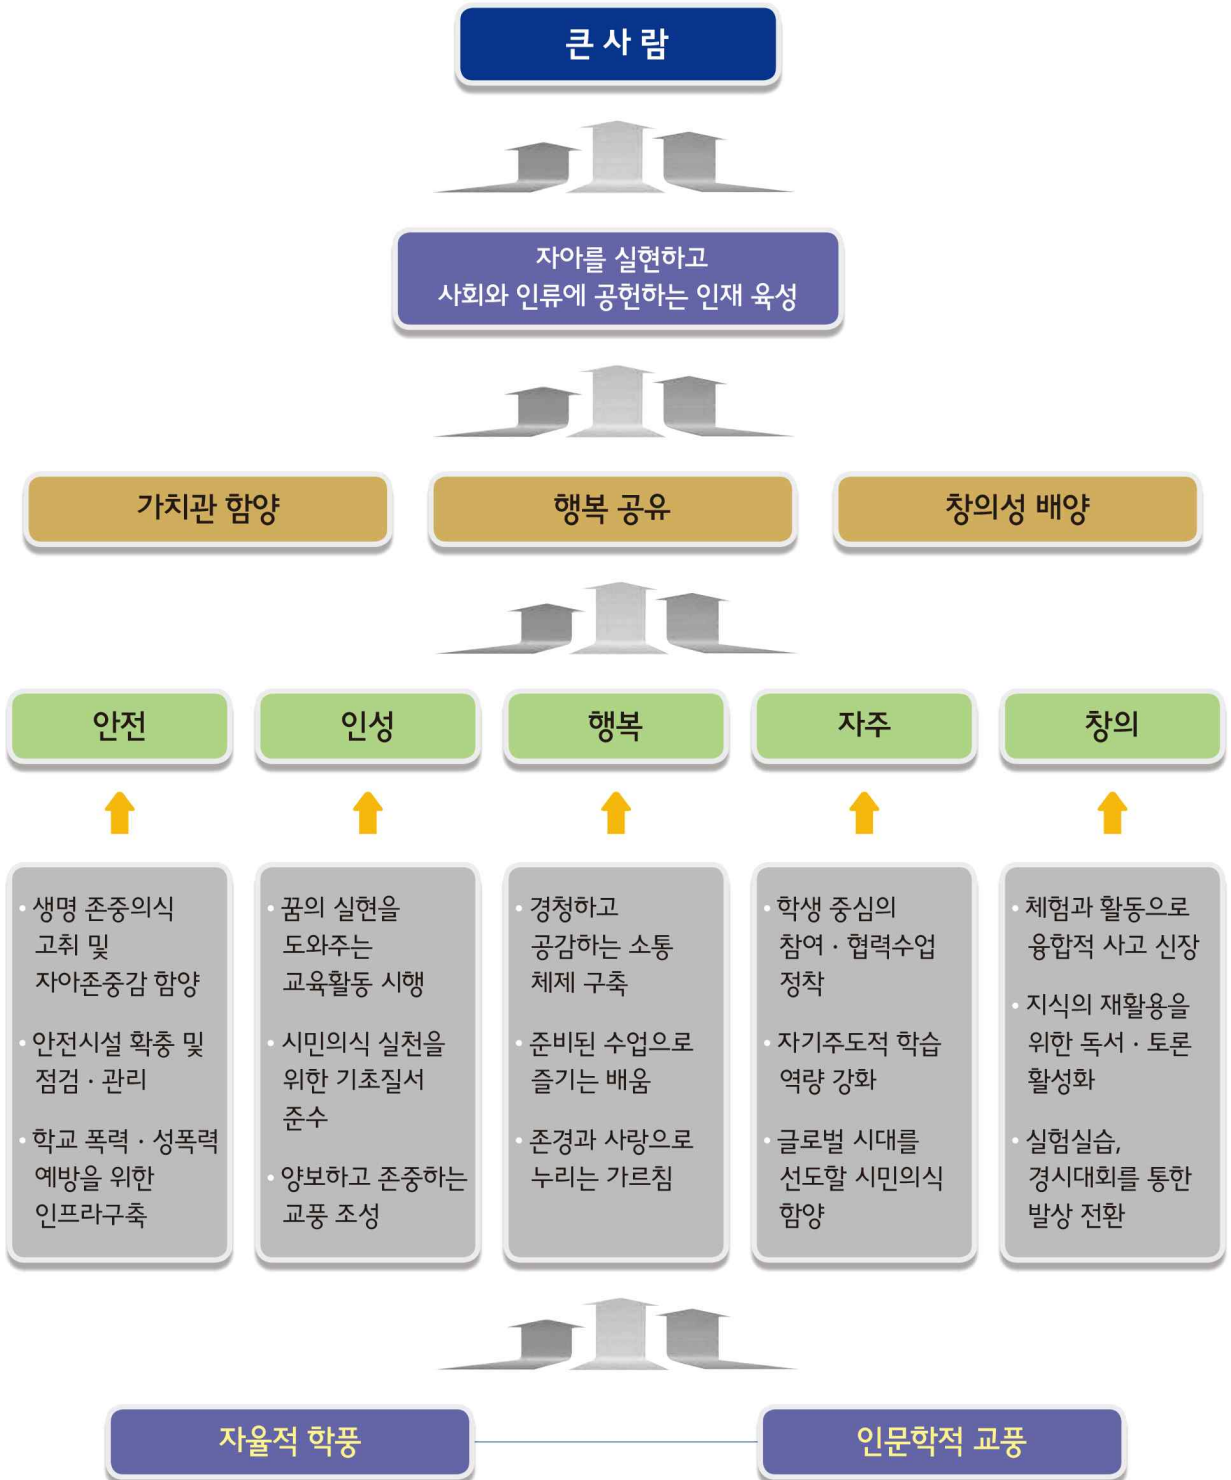 큰 사 람
자아를 실현하고
사회와 인류에 공헌하는 인재 육성
가치관 함양
행복 공유
창의성 배양
안전
인성
행복
자주
창의
• 생명 존중의식
고취 및
자아존중감 함양
• 안전시설 확충 및
점검 · 관리
• 학교 폭력 · 성폭력
예방을 위한
인프라구축
• 꿈의 실현을
도와주는
교육활동 시행
• 시민의식 실천을
위한 기초질서
준수
• 양보하고 존중하는
교풍 조성
• 경청하고
공감하는 소통
체제 구축
• 준비된 수업으로
즐기는 배움
• 존경과 사랑으로
누리는 가르침
• 학생 중심의
참여 · 협력수업
정착
• 자기주도적 학습
역량 강화
• 글로벌 시대를
선도할 시민의식
함양
• 체험과 활동으로
융합적 사고 신장
• 지식의 재활용을
위한 독서 · 토론
활성화
• 실험실습,
경시대회를 통한
발상 전환
자율적 학풍
인문학적 교풍